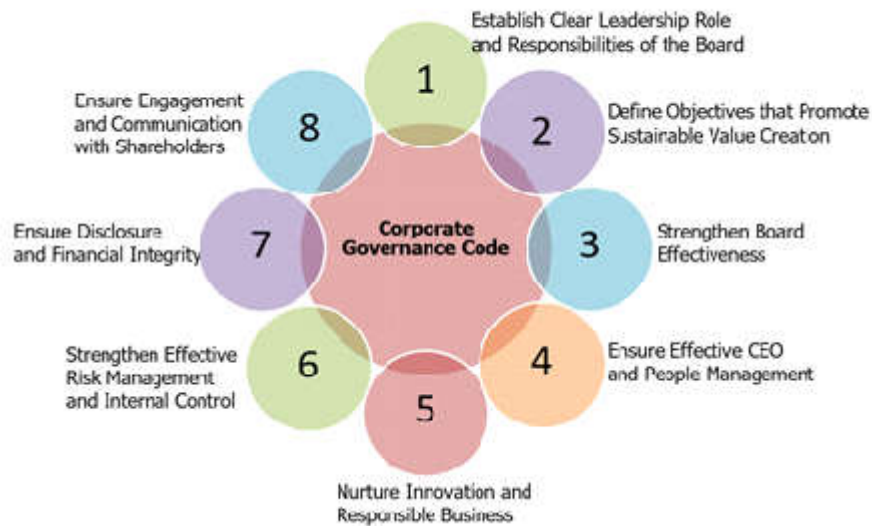 1
Establish Clear Leadership Role
and Responsibilities of the Board
2
Define Objectives that Promote
Sustainable Value Creation
3
Strengthen Board
Effectiveness
4
Ensure Effective CEO
and People Management
5
Nurture Innovation and
Responsible Business
6
Strengthen Effective
Risk Management
and Internal Control
7
Ensure Disclosure
and Financial Integrity
8
Ensure Engagement
and Communication
with Shareholders
Corporate
Governance Code